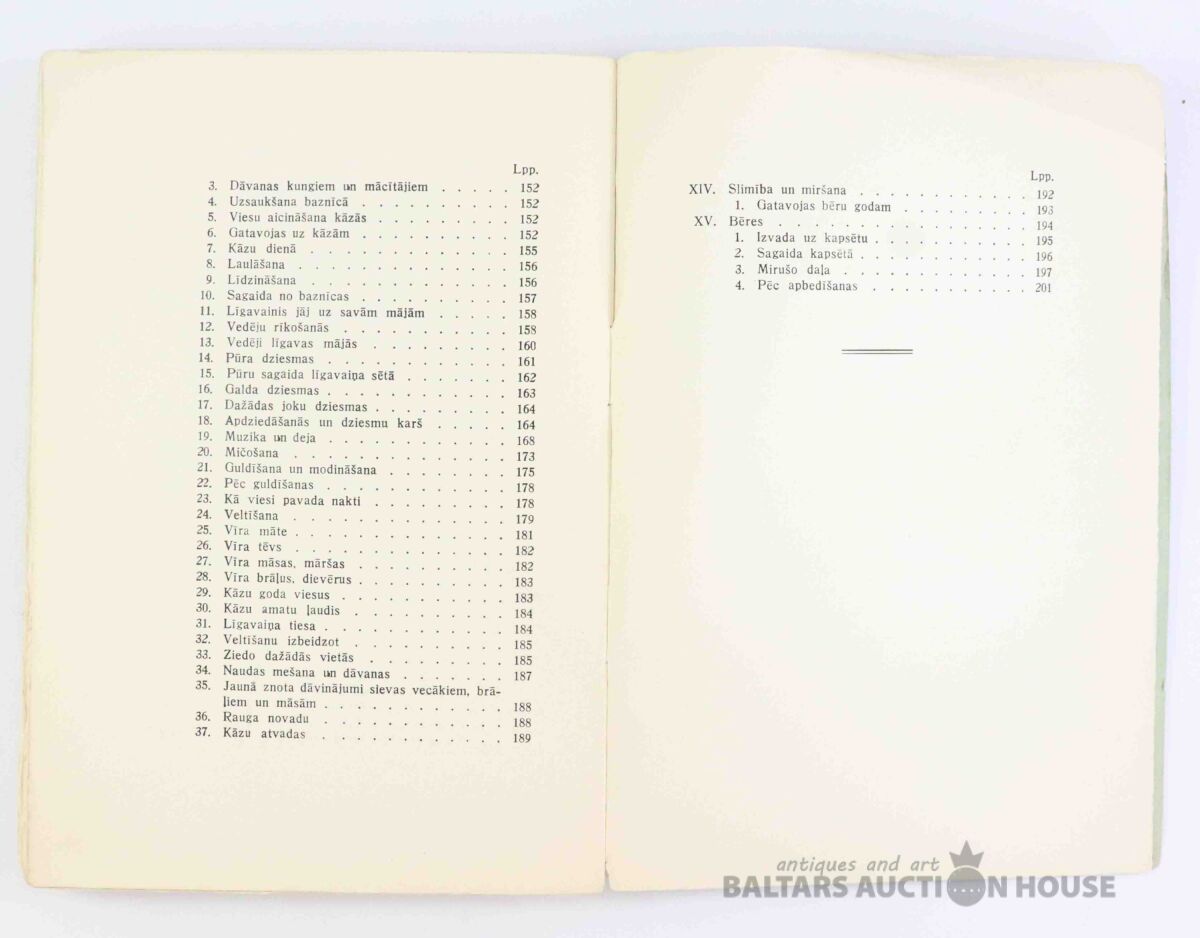 Lpp.
3. Dāvanas kungiem un mācītājiem . . . . . 152
4. Uzsaukšana baznīcā . . . . . . . . . 152
5. Viesu aicināšana kāzās . . . . . . . . 152
6. Gatavojas uz kāzām . . . . . . . . . 152
7. Kāzu dienā . . . . . . . . . . . 155
8. Laulāšana . . . . . . . . . . . . 156
9. Līdzināšana . . . . . . . . . . . 156
10. Sagaida no baznīcas . . . . . . . . . 157
11. Līgavainis jāj uz savām mājām . . . . . 158
12. Vedēju rīkošanās . . . . . . . . . . 158
13. Vedēji līgavas mājās . . . . . . . . 160
14. Pūra dziesmas . . . . . . . . . . . 161
15. Pūru sagaida līgavaiņa sētā . . . . . . . 162
16. Galda dziesmas . . . . . . . . . . . 163
17. Dažādas joku dziesmas . . . . . . . . 164
18. Apdziedāšanās un dziesmu karš . . . . . 164
19. Muzika un deja . . . . . . . . . . 168
20. Mičošana . . . . . . . . . . . . 173
21. Guldīšana un modināšana . . . . . . . 175
22. Pēc guldīšanas . . . . . . . . . . . 178
23. Kā viesi pavada nakti . . . . . . . . 178
24. Veltīšana . . . . . . . . . . . . 179
25. Vīra māte . . . . . . . . . . . . 181
26. Vīra tēvs . . . . . . . . . . . . 182
27. Vīra māsas, māršas . . . . . . . . . 182
28. Vīra brāļus, dievērus . . . . . . . . . 183
29. Kāzu goda viesus . . . . . . . . . . 183
30. Kāzu amatu ļaudis . . . . . . . . . 184
31. Līgavaiņa tiesa . . . . . . . . . . . 184
32. Veltīšanu izbeidzot . . . . . . . . . 185
33. Ziedo dažādās vietās . . . . . . . . 185
34. Naudas mešana un dāvanas . . . . . . . 187
35. Jaunā znota dāvinājumi sievas vecākiem, brā-
ļiem un māsām . . . . . . . . . . . 188
36. Rauga novadu . . . . . . . . . . . 188
37. Kāzu atvadas . . . . . . . . . . . 189
Lpp.
XIV. Slimība un miršana . . . . . . . . . . . 192
1. Gatavojas bēru godam . . . . . . . . 193
XV. Bēres . . . . . . . . . . . . . . . 194
1. Izvada uz kapsētu . . . . . . . . . . 195
2. Sagaida kapsētā . . . . . . . . . . . 196
3. Mirušo daļa . . . . . . . . . . . . 197
4. Pēc apbedīšanas . . . . . . . . . . 201
antiques and art
BALTARS AUCTION HOUSE